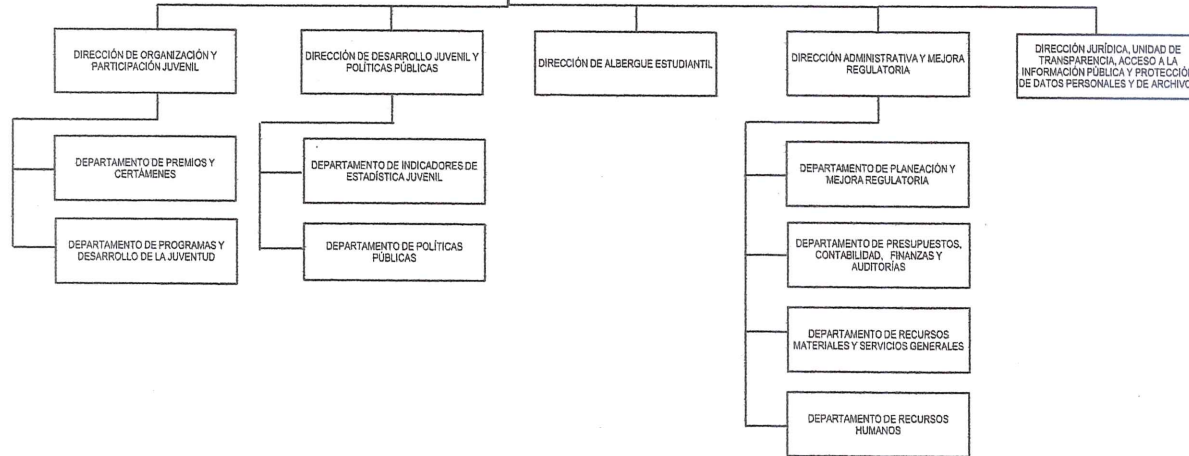 DIRECCIÓN DE ORGANIZACIÓN Y
PARTICIPACIÓN JUVENIL
DIRECCIÓN DE DESARROLLO JUVENIL Y
POLÍTICAS PÚBLICAS
DIRECCIÓN DE ALBERGUE ESTUDIANTIL
DIRECCIÓN ADMINISTRATIVA Y MEJORA
REGULATORIA
DIRECCIÓN JURÍDICA, UNIDAD DE
TRANSPARENCIA, ACCESO A LA
INFORMACIÓN PÚBLICA Y PROTECCIÓN
DE DATOS PERSONALES Y DE ARCHIVO
DEPARTAMENTO DE PREMIOS Y
CERTÁMENES
DEPARTAMENTO DE PROGRAMAS Y
DESARROLLO DE LA JUVENTUD
DEPARTAMENTO DE INDICADORES DE
ESTADÍSTICA JUVENIL
DEPARTAMENTO DE POLÍTICAS
PÚBLICAS
DEPARTAMENTO DE PLANEACIÓN Y
MEJORA REGULATORIA
DEPARTAMENTO DE PRESUPUESTOS,
CONTABILIDAD, FINANZAS Y
AUDITORÍAS
DEPARTAMENTO DE RECURSOS
MATERIALES Y SERVICIOS GENERALES
DEPARTAMENTO DE RECURSOS
HUMANOS